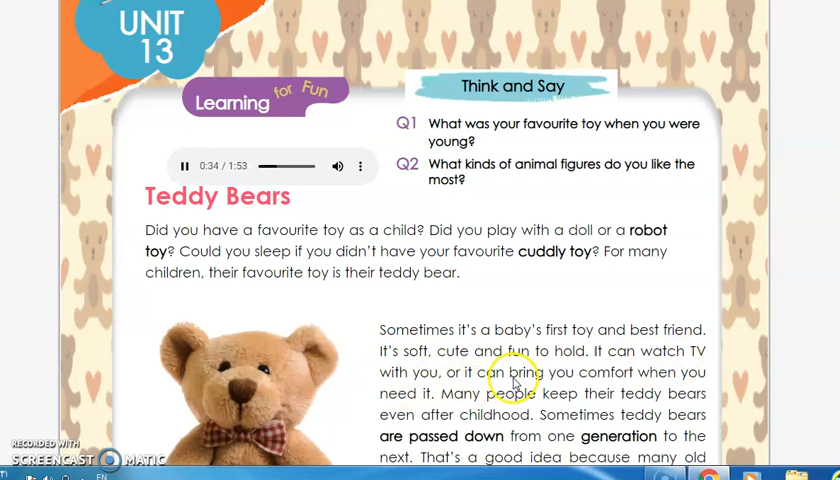 UNIT
13
Learning for Fun
Think and Say
Q1 What was your favourite toy when you were
young?
Q2 What kinds of animal figures do you like the
most?
0:34 / 1:53
Teddy Bears
Did you have a favourite toy as a child? Did you play with a doll or a robot
toy? Could you sleep if you didn't have your favourite cuddly toy? For many
children, their favourite toy is their teddy bear.
Sometimes it's a baby's first toy and best friend.
It's soft, cute and fun to hold. It can watch TV
with you, or it can bring you comfort when you
need it. Many people keep their teddy bears
even after childhood. Sometimes teddy bears
are passed down from one generation to the
next. That's a good idea because many old
RECORDED WITH
SCREENCAST MATIC
EN